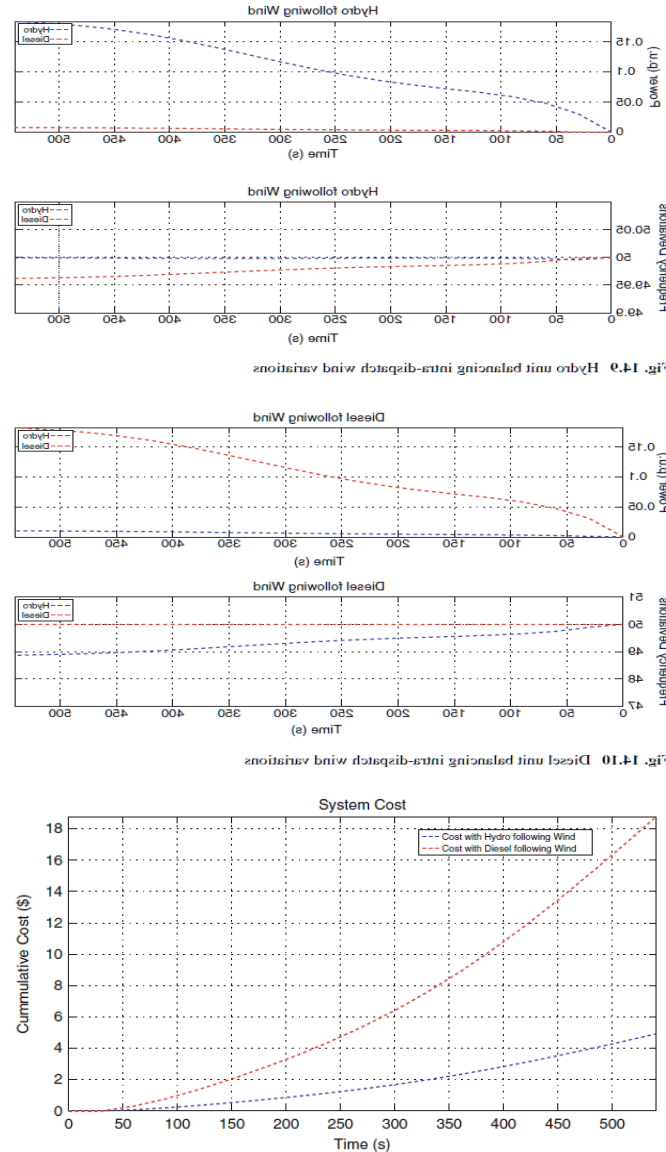 Hydro following Wind
Hydro
Diesel
Power (p.u.)
0.15
0.1
0.05
0
500 450 400 350 300 250 200 150 100 50 0
Time (s)
Hydro following Wind
Hydro
Diesel
Frequency Deviations
50.05
50
49.95
49.9
500 450 400 350 300 250 200 150 100 50 0
Time (s)
Fig. 14.9 Hydro unit balancing intra-dispatch wind variations
Diesel following Wind
Hydro
Diesel
Power (p.u.)
0.15
0.1
0.05
0
500 450 400 350 300 250 200 150 100 50 0
Time (s)
Diesel following Wind
Hydro
Diesel
Frequency Deviations
51
50
49
48
47
500 450 400 350 300 250 200 150 100 50 0
Time (s)
Fig. 14.10 Diesel unit balancing intra-dispatch wind variations
System Cost
Cost with Hydro following Wind
Cost with Diesel following Wind
Cummulative Cost ($)
18
16
14
12
10
8
6
4
2
0
0 50 100 150 200 250 300 350 400 450 500
Time (s)